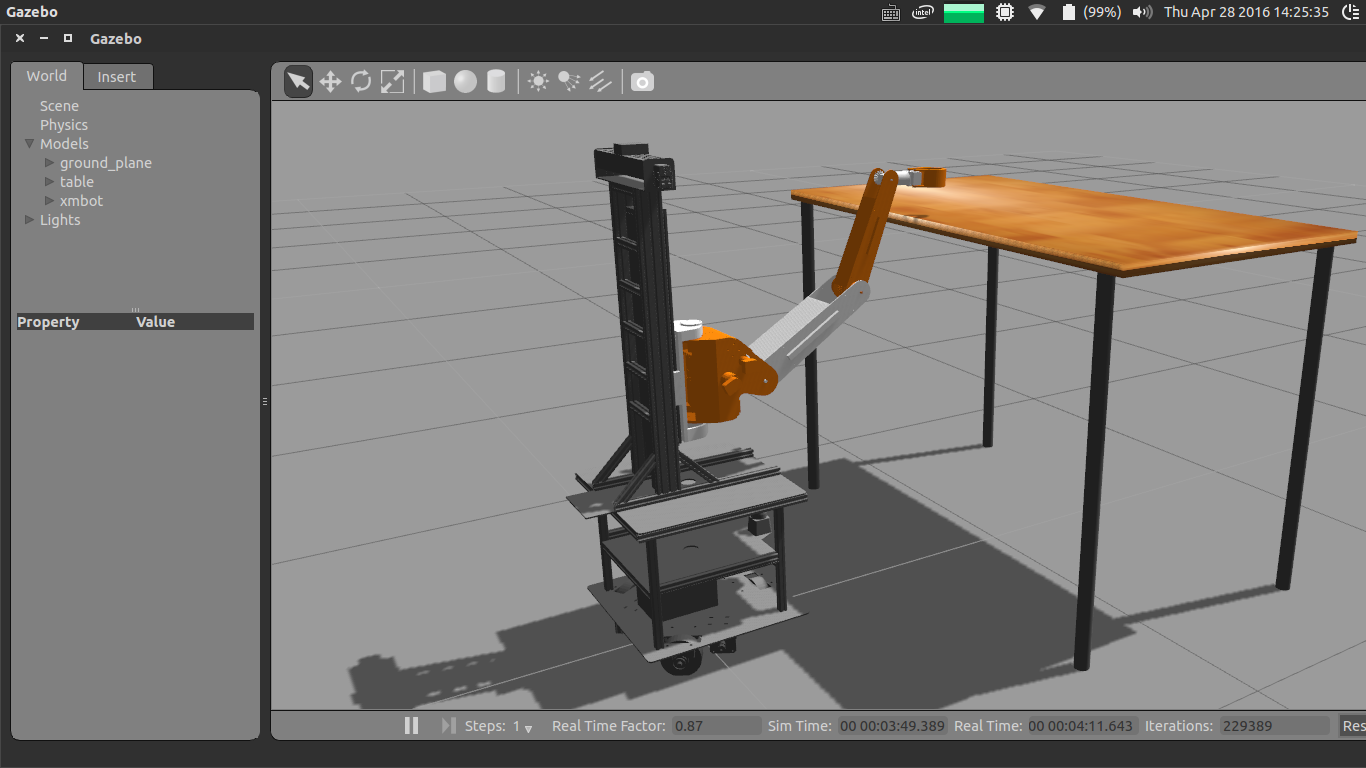 Gazebo
intel
(99%)
Thu Apr 28 2016 14:25:35
Gazebo
World
Insert
Scene
Physics
Models
ground_plane
table
xmbot
Lights
Property Value
Steps: 1 Real Time Factor: 0.87 Sim Time: 00 00:03:49.389 Real Time: 00 00:04:11.643 Iterations: 229389 Res